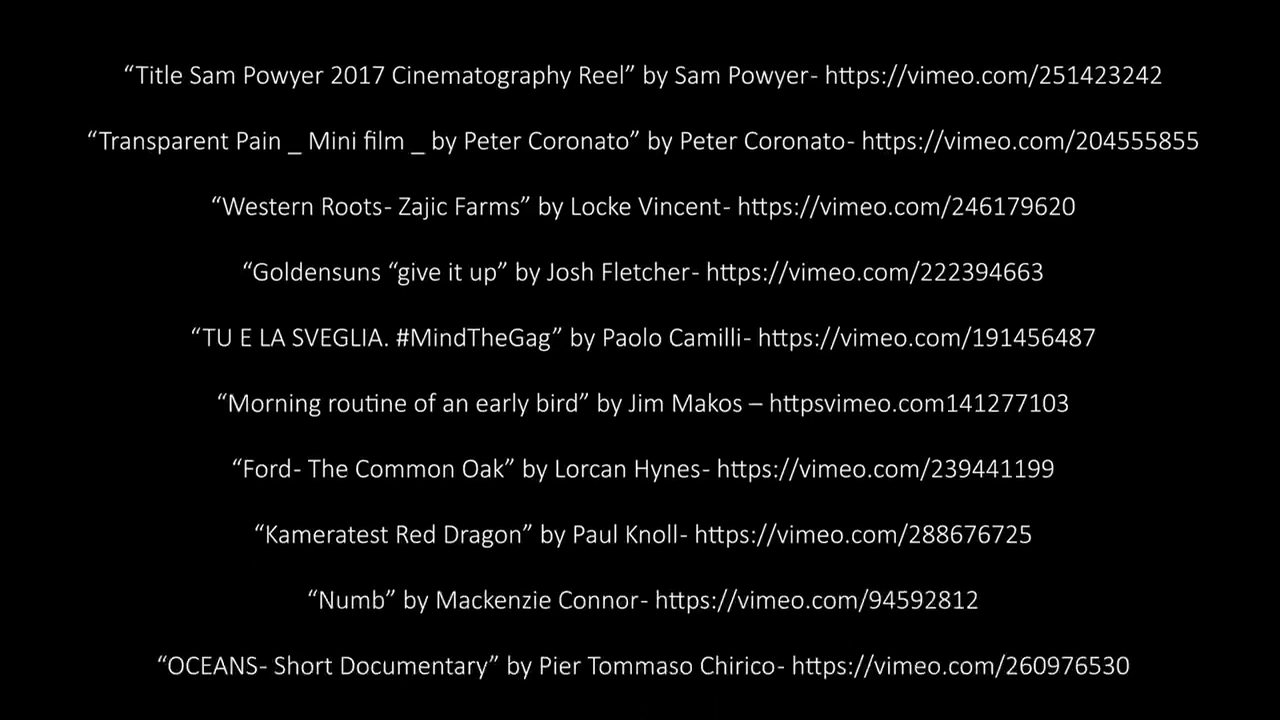 “Title Sam Powyer 2017 Cinematography Reel” by Sam Powyer- https://vimeo.com/251423242
“Transparent Pain _ Mini film _ by Peter Coronato” by Peter Coronato- https://vimeo.com/204555855
“Western Roots- Zajic Farms” by Locke Vincent- https://vimeo.com/246179620
“Goldensuns “give it up” by Josh Fletcher- https://vimeo.com/222394663
“TU E LA SVEGLIA. #MindTheGag” by Paolo Camilli- https://vimeo.com/191456487
“Morning routine of an early bird” by Jim Makos – httpsvimeo.com141277103
“Ford- The Common Oak” by Lorcan Hynes- https://vimeo.com/239441199
“Kameratest Red Dragon” by Paul Knoll- https://vimeo.com/288676725
“Numb” by Mackenzie Connor- https://vimeo.com/94592812
“OCEANS- Short Documentary” by Pier Tommaso Chirico- https://vimeo.com/260976530